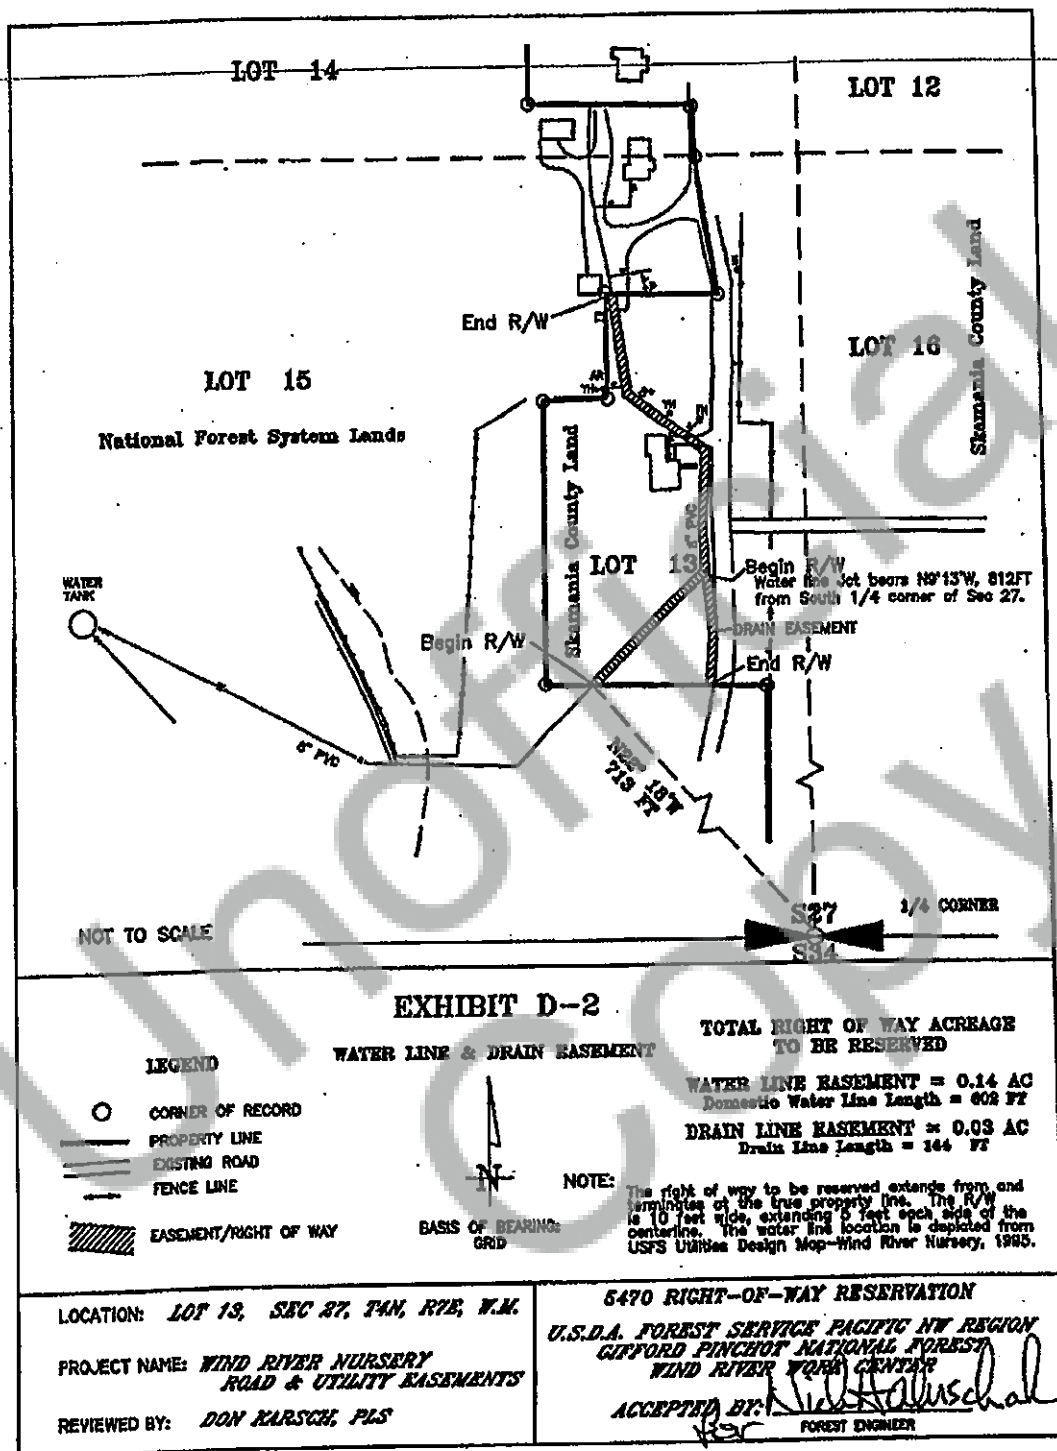 LOT 14
LOT 12
End R/W
LOT 15
LOT 16
Skamania County Land
National Forest System Lands
AR
TH
8"
TH
Skamania County Land
6" PVC
LOT 13
WATER
TANK
Begin R/W
Water line lot bears N9°13'W, 812FT
from South 1/4 corner of Sec 27.
DRAIN EASEMENT
Begin R/W
End R/W
6" PVC
18'W
713 FT
S27
1/4 CORNER
S34
NOT TO SCALE
EXHIBIT D-2
WATER LINE & DRAIN EASEMENT
LEGEND
CORNER OF RECORD
PROPERTY LINE
EXISTING ROAD
FENCE LINE
EASEMENT/RIGHT OF WAY
N
BASIS OF BEARING:
GRID
TOTAL RIGHT OF WAY ACREAGE
TO BE RESERVED
WATER LINE EASEMENT = 0.14 AC
Domestic Water Line Length = 602 FT
DRAIN LINE EASEMENT = 0.03 AC
Drain Line Length = 144 FT
NOTE: The right of way to be reserved extends from and
terminates at the true property line. The R/W
is 10 feet wide, extending 5 feet each side of the
centerline. The water line location is depicted from
USFS Utilities Design Map-Wind River Nursery, 1995.
LOCATION: LOT 13, SEC 27, T4N, R7E, W.M.
PROJECT NAME: WIND RIVER NURSERY
ROAD & UTILITY EASEMENTS
REVIEWED BY: DON KARSCH, PLS
5470 RIGHT-OF-WAY RESERVATION
U.S.D.A. FOREST SERVICE PACIFIC NW REGION
GIFFORD PINCHOT NATIONAL FOREST
WIND RIVER WORK CENTER
ACCEPTED BY:
for
FOREST ENGINEER
Unofficial
Copy